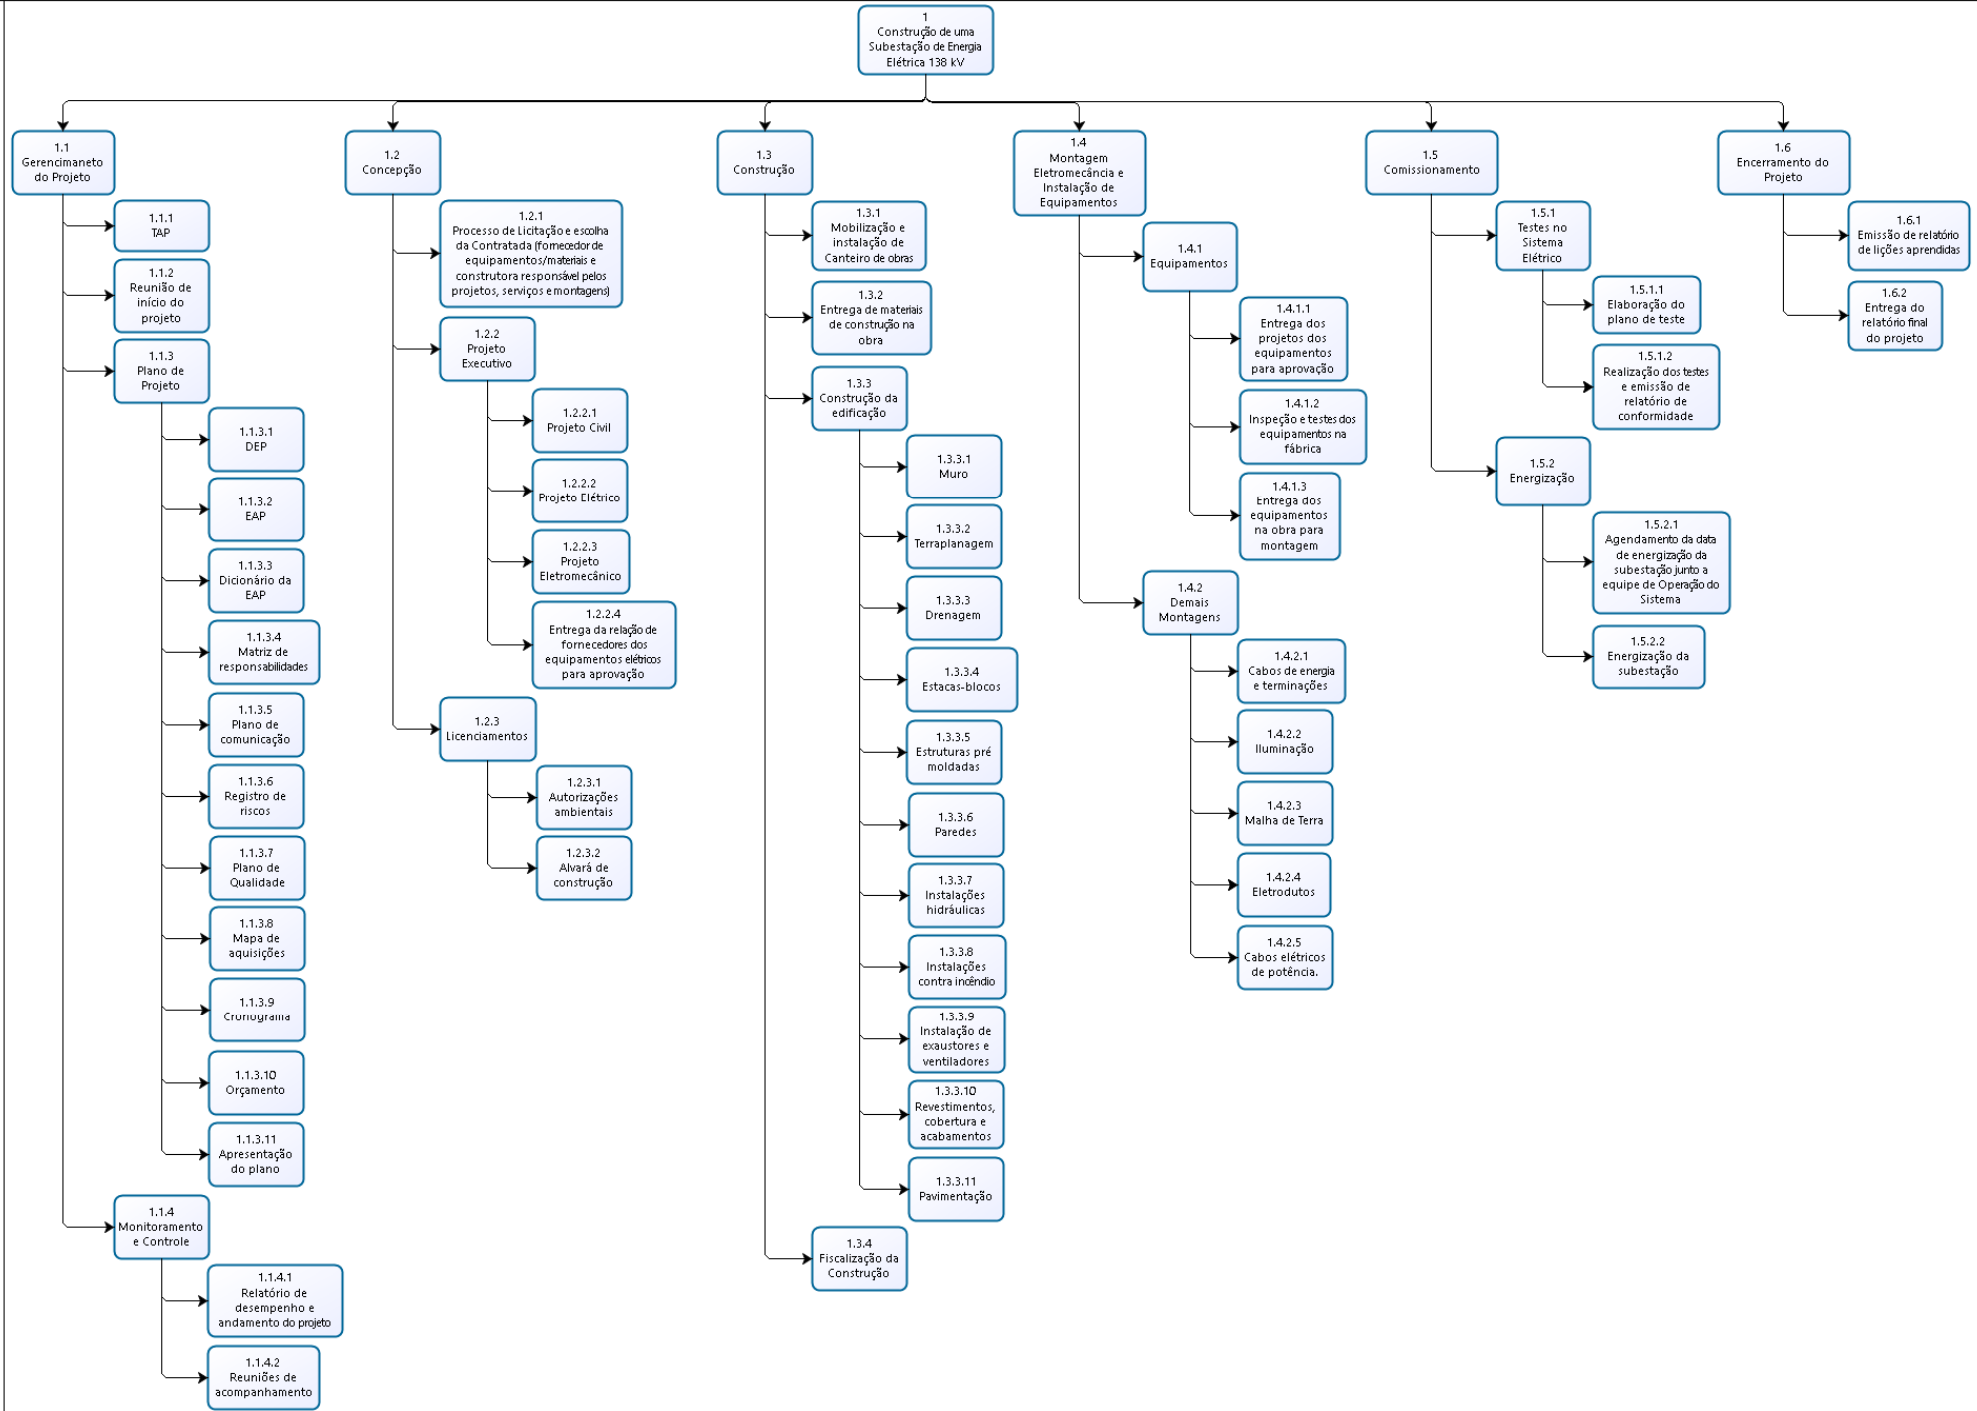 1
Construção de uma
Subestação de Energia
Elétrica 138 kV
1.1
Gerencimaneto
do Projeto
1.1.1
TAP
1.1.2
Reunião de
início do
projeto
1.1.3
Plano de
Projeto
1.1.3.1
DEP
1.1.3.2
EAP
1.1.3.3
Dicionário da
EAP
1.1.3.4
Matriz de
responsabilidades
1.1.3.5
Plano de
comunicação
1.1.3.6
Registro de
riscos
1.1.3.7
Plano de
Qualidade
1.1.3.8
Mapa de
aquisições
1.1.3.9
Cronograma
1.1.3.10
Orçamento
1.1.3.11
Apresentação
do plano
1.1.4
Monitoramento
e Controle
1.1.4.1
Relatório de
desempenho e
andamento do projeto
1.1.4.2
Reuniões de
acompanhamento
1.2
Concepção
1.2.1
Processo de Licitação e escolha
da Contratada (fornecedor de
equipamentos/materiais e
construtora responsável pelos
projetos, serviços e montagens)
1.2.2
Projeto
Executivo
1.2.2.1
Projeto Civil
1.2.2.2
Projeto Elétrico
1.2.2.3
Projeto
Eletromecânico
1.2.2.4
Entrega da relação de
fornecedores dos
equipamentos elétricos
para aprovação
1.2.3
Licenciamentos
1.2.3.1
Autorizações
ambientais
1.2.3.2
Alvará de
construção
1.3
Construção
1.3.1
Mobilização e
instalação de
Canteiro de obras
1.3.2
Entrega de materiais
de construção na
obra
1.3.3
Construção da
edificação
1.3.3.1
Muro
1.3.3.2
Terraplanagem
1.3.3.3
Drenagem
1.3.3.4
Estacas-blocos
1.3.3.5
Estruturas pré
moldadas
1.3.3.6
Paredes
1.3.3.7
Instalações
hidráulicas
1.3.3.8
Instalações
contra incêndio
1.3.3.9
Instalação de
exaustores e
ventiladores
1.3.3.10
Revestimentos,
cobertura e
acabamentos
1.3.3.11
Pavimentação
1.3.4
Fiscalização da
Construção
1.4
Montagem
Eletromecância e
Instalação de
Equipamentos
1.4.1
Equipamentos
1.4.1.1
Entrega dos
projetos dos
equipamentos
para aprovação
1.4.1.2
Inspeção e testes dos
equipamentos na
fábrica
1.4.1.3
Entrega dos
equipamentos
na obra para
montagem
1.4.2
Demais
Montagens
1.4.2.1
Cabos de energia
e terminações
1.4.2.2
Iluminação
1.4.2.3
Malha de Terra
1.4.2.4
Eletrodutos
1.4.2.5
Cabos elétricos
de potência.
1.5
Comissionamento
1.5.1
Testes no
Sistema
Elétrico
1.5.1.1
Elaboração do
plano de teste
1.5.1.2
Realização dos testes
e emissão de
relatório de
conformidade
1.5.2
Energização
1.5.2.1
Agendamento da data
de energização da
subestação junto a
equipe de Operação do
Sistema
1.5.2.2
Energização da
subestação
1.6
Encerramento do
Projeto
1.6.1
Emissão de relatório
de lições aprendidas
1.6.2
Entrega do
relatório final
do projeto